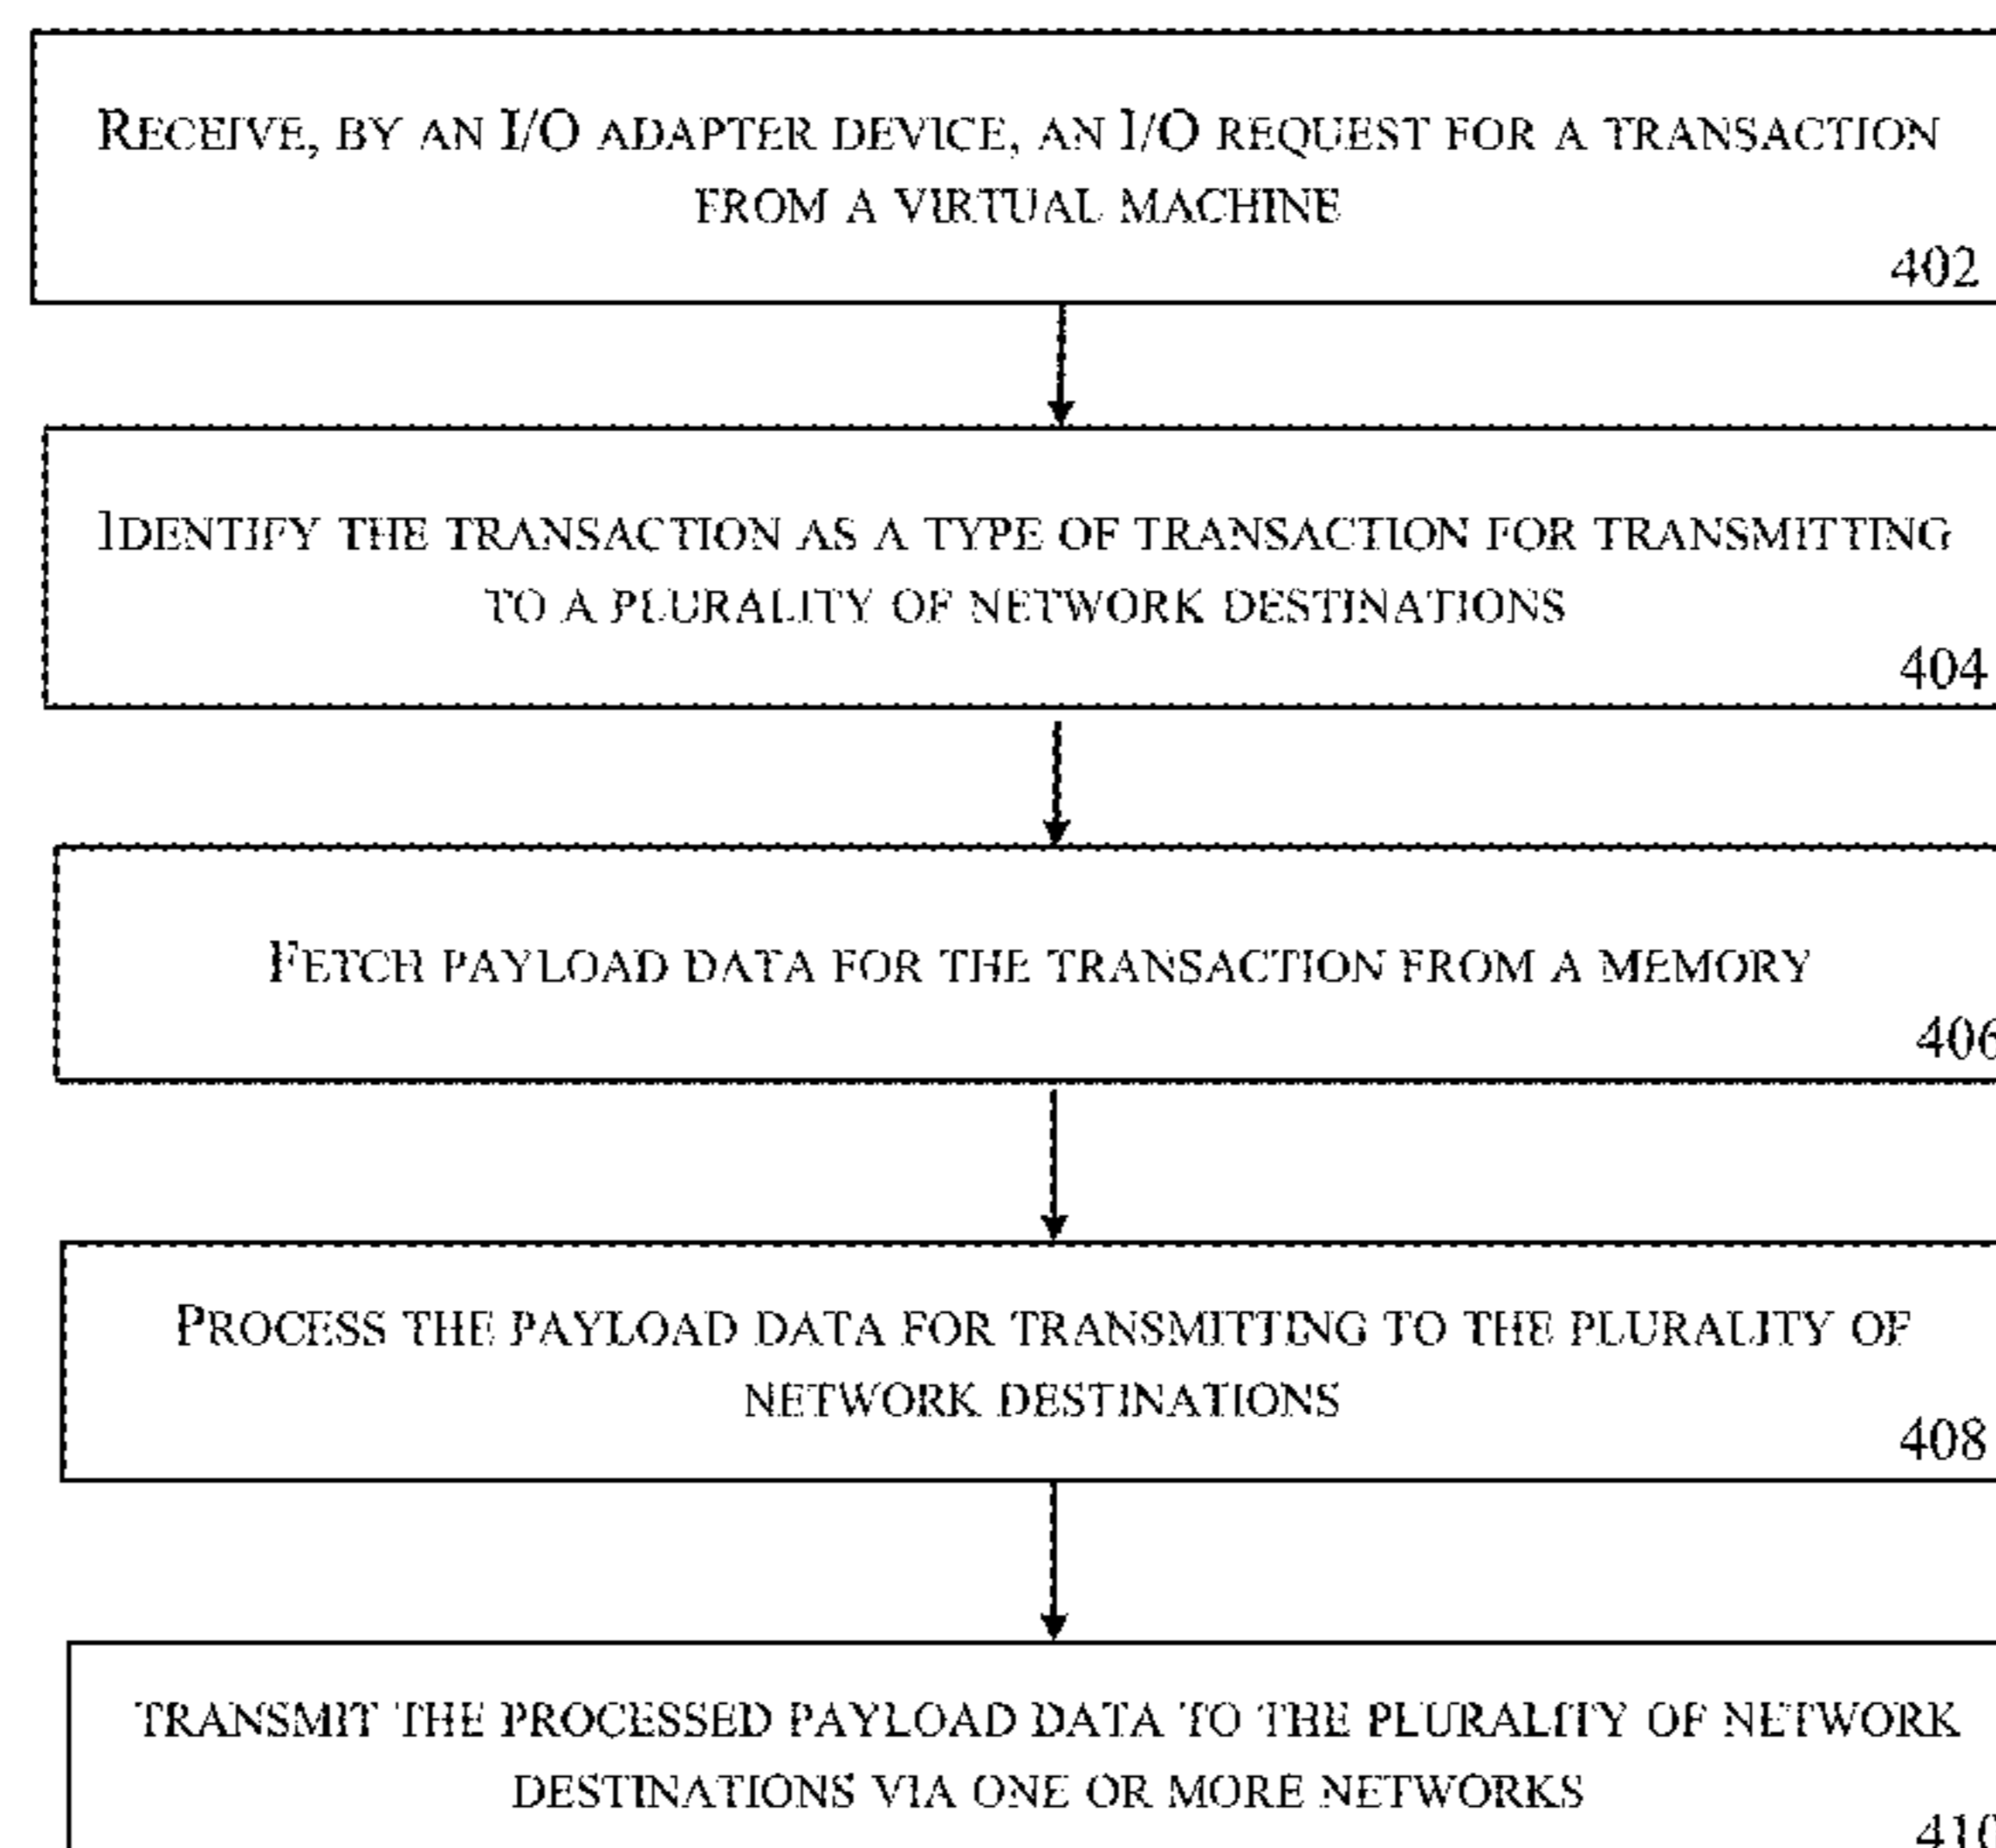 RECEIVE, BY AN I/O ADAPTER DEVICE, AN I/O REQUEST FOR A TRANSACTION
FROM A VIRTUAL MACHINE
402
IDENTIFY THE TRANSACTION AS A TYPE OF TRANSACTION FOR TRANSMITTING
TO A PLURALITY OF NETWORK DESTINATIONS
404
FETCH PAYLOAD DATA FOR THE TRANSACTION FROM A MEMORY
406
PROCESS THE PAYLOAD DATA FOR TRANSMITTING TO THE PLURALITY OF
NETWORK DESTINATIONS
408
TRANSMIT THE PROCESSED PAYLOAD DATA TO THE PLURALITY OF NETWORK
DESTINATIONS VIA ONE OR MORE NETWORKS
410